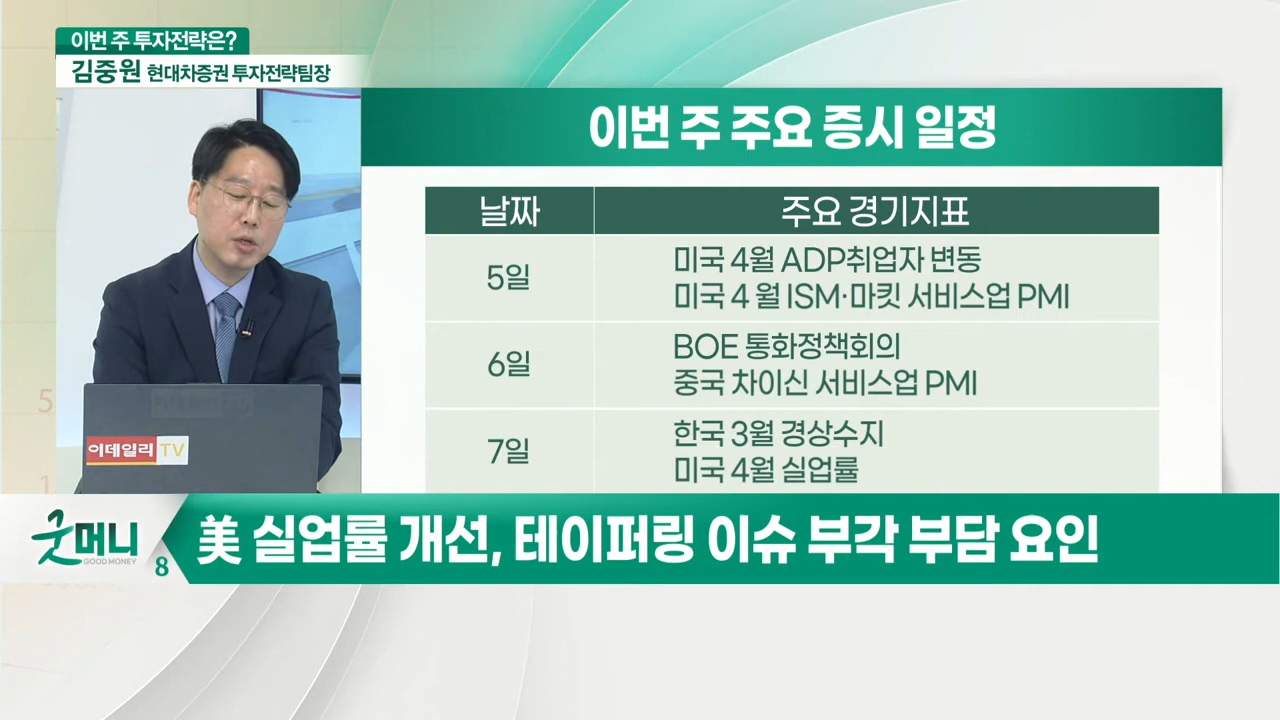 이번 주 투자전략은?
김중원 현대차증권 투자전략팀장
이번 주 주요 증시 일정
날짜 주요 경기지표
5일 미국 4월 ADP취업자 변동
미국 4월 ISM·마킷 서비스업 PMI
6일 BOE 통화정책회의
중국 차이신 서비스업 PMI
7일 한국 3월 경상수지
미국 4월 실업률
이데일리 TV
5
1
굿머니
GOOD MONEY
8
美 실업률 개선, 테이퍼링 이슈 부각 부담 요인